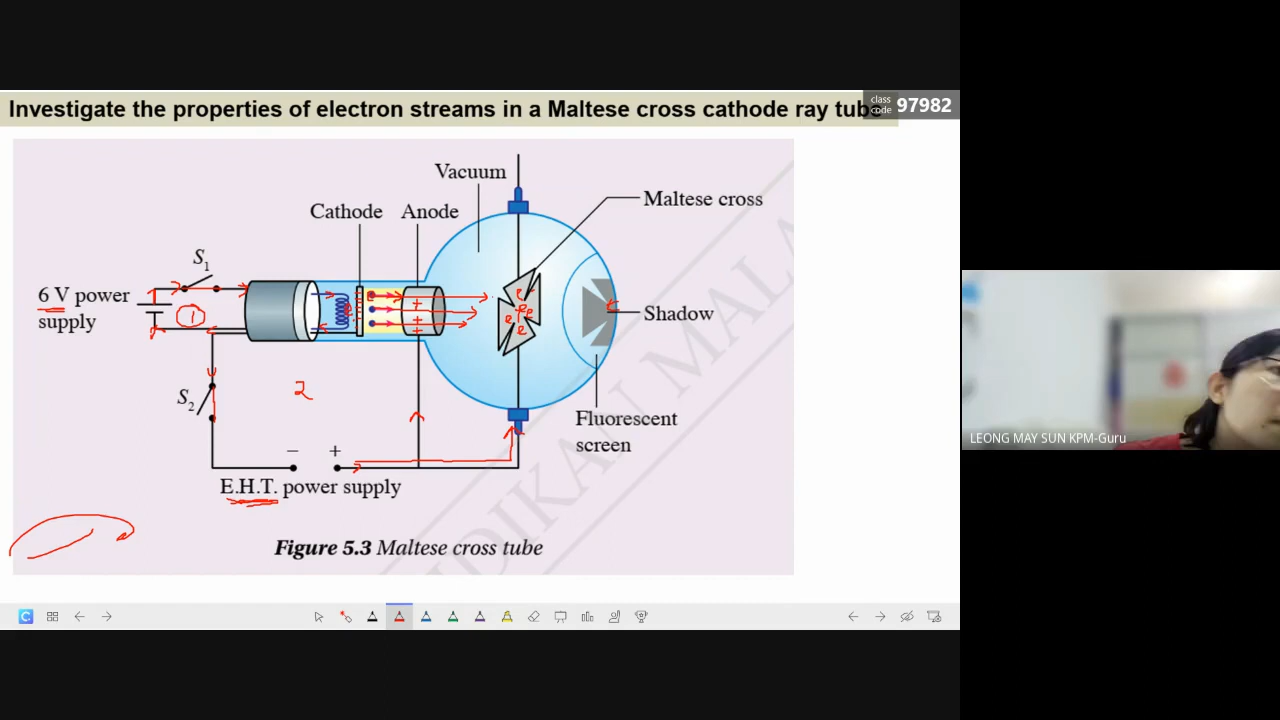 Investigate the properties of electron streams in a Maltese cross cathode ray tube
class
code
97982
Vacuum
Maltese cross
Cathode
Anode
S1
6 V power
supply
1
Shadow
S2
2
Fluorescent
screen
− +
E.H.T. power supply
Figure 5.3 Maltese cross tube
LEONG MAY SUN KPM-Guru